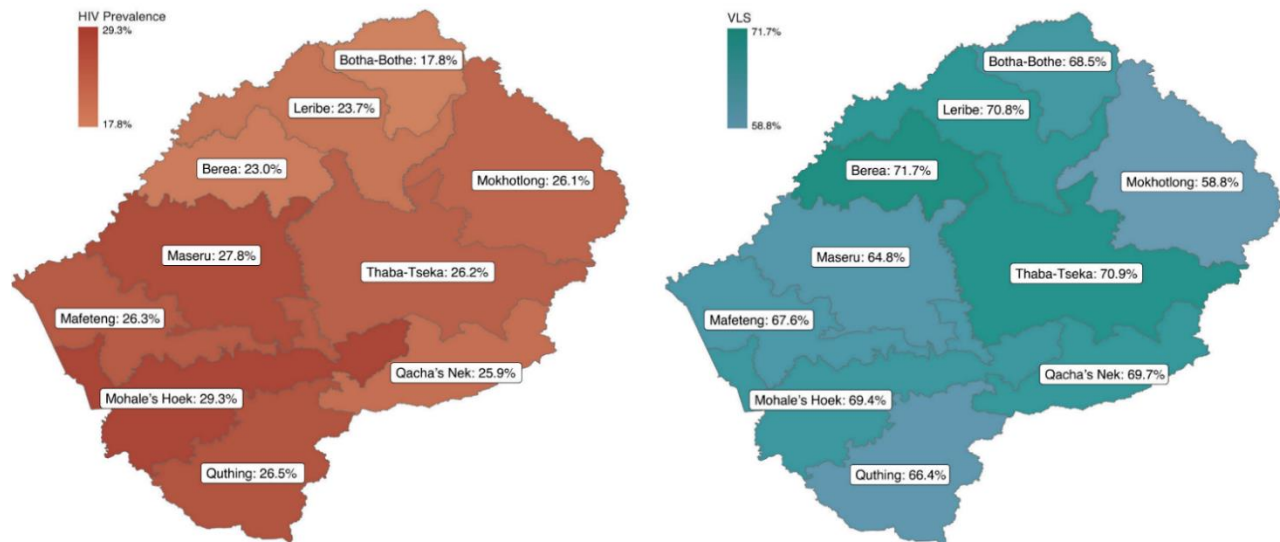 HIV Prevalence
29.3%
17.8%
Botha-Bothe: 17.8%
Leribe: 23.7%
Berea: 23.0%
Mokhotlong: 26.1%
Maseru: 27.8%
Thaba-Tseka: 26.2%
Mafeteng: 26.3%
Qacha's Nek: 25.9%
Mohale's Hoek: 29.3%
Quthing: 26.5%
VLS
71.7%
58.8%
Botha-Bothe: 68.5%
Leribe: 70.8%
Berea: 71.7%
Mokhotlong: 58.8%
Maseru: 64.8%
Thaba-Tseka: 70.9%
Mafeteng: 67.6%
Qacha's Nek: 69.7%
Mohale's Hoek: 69.4%
Quthing: 66.4%